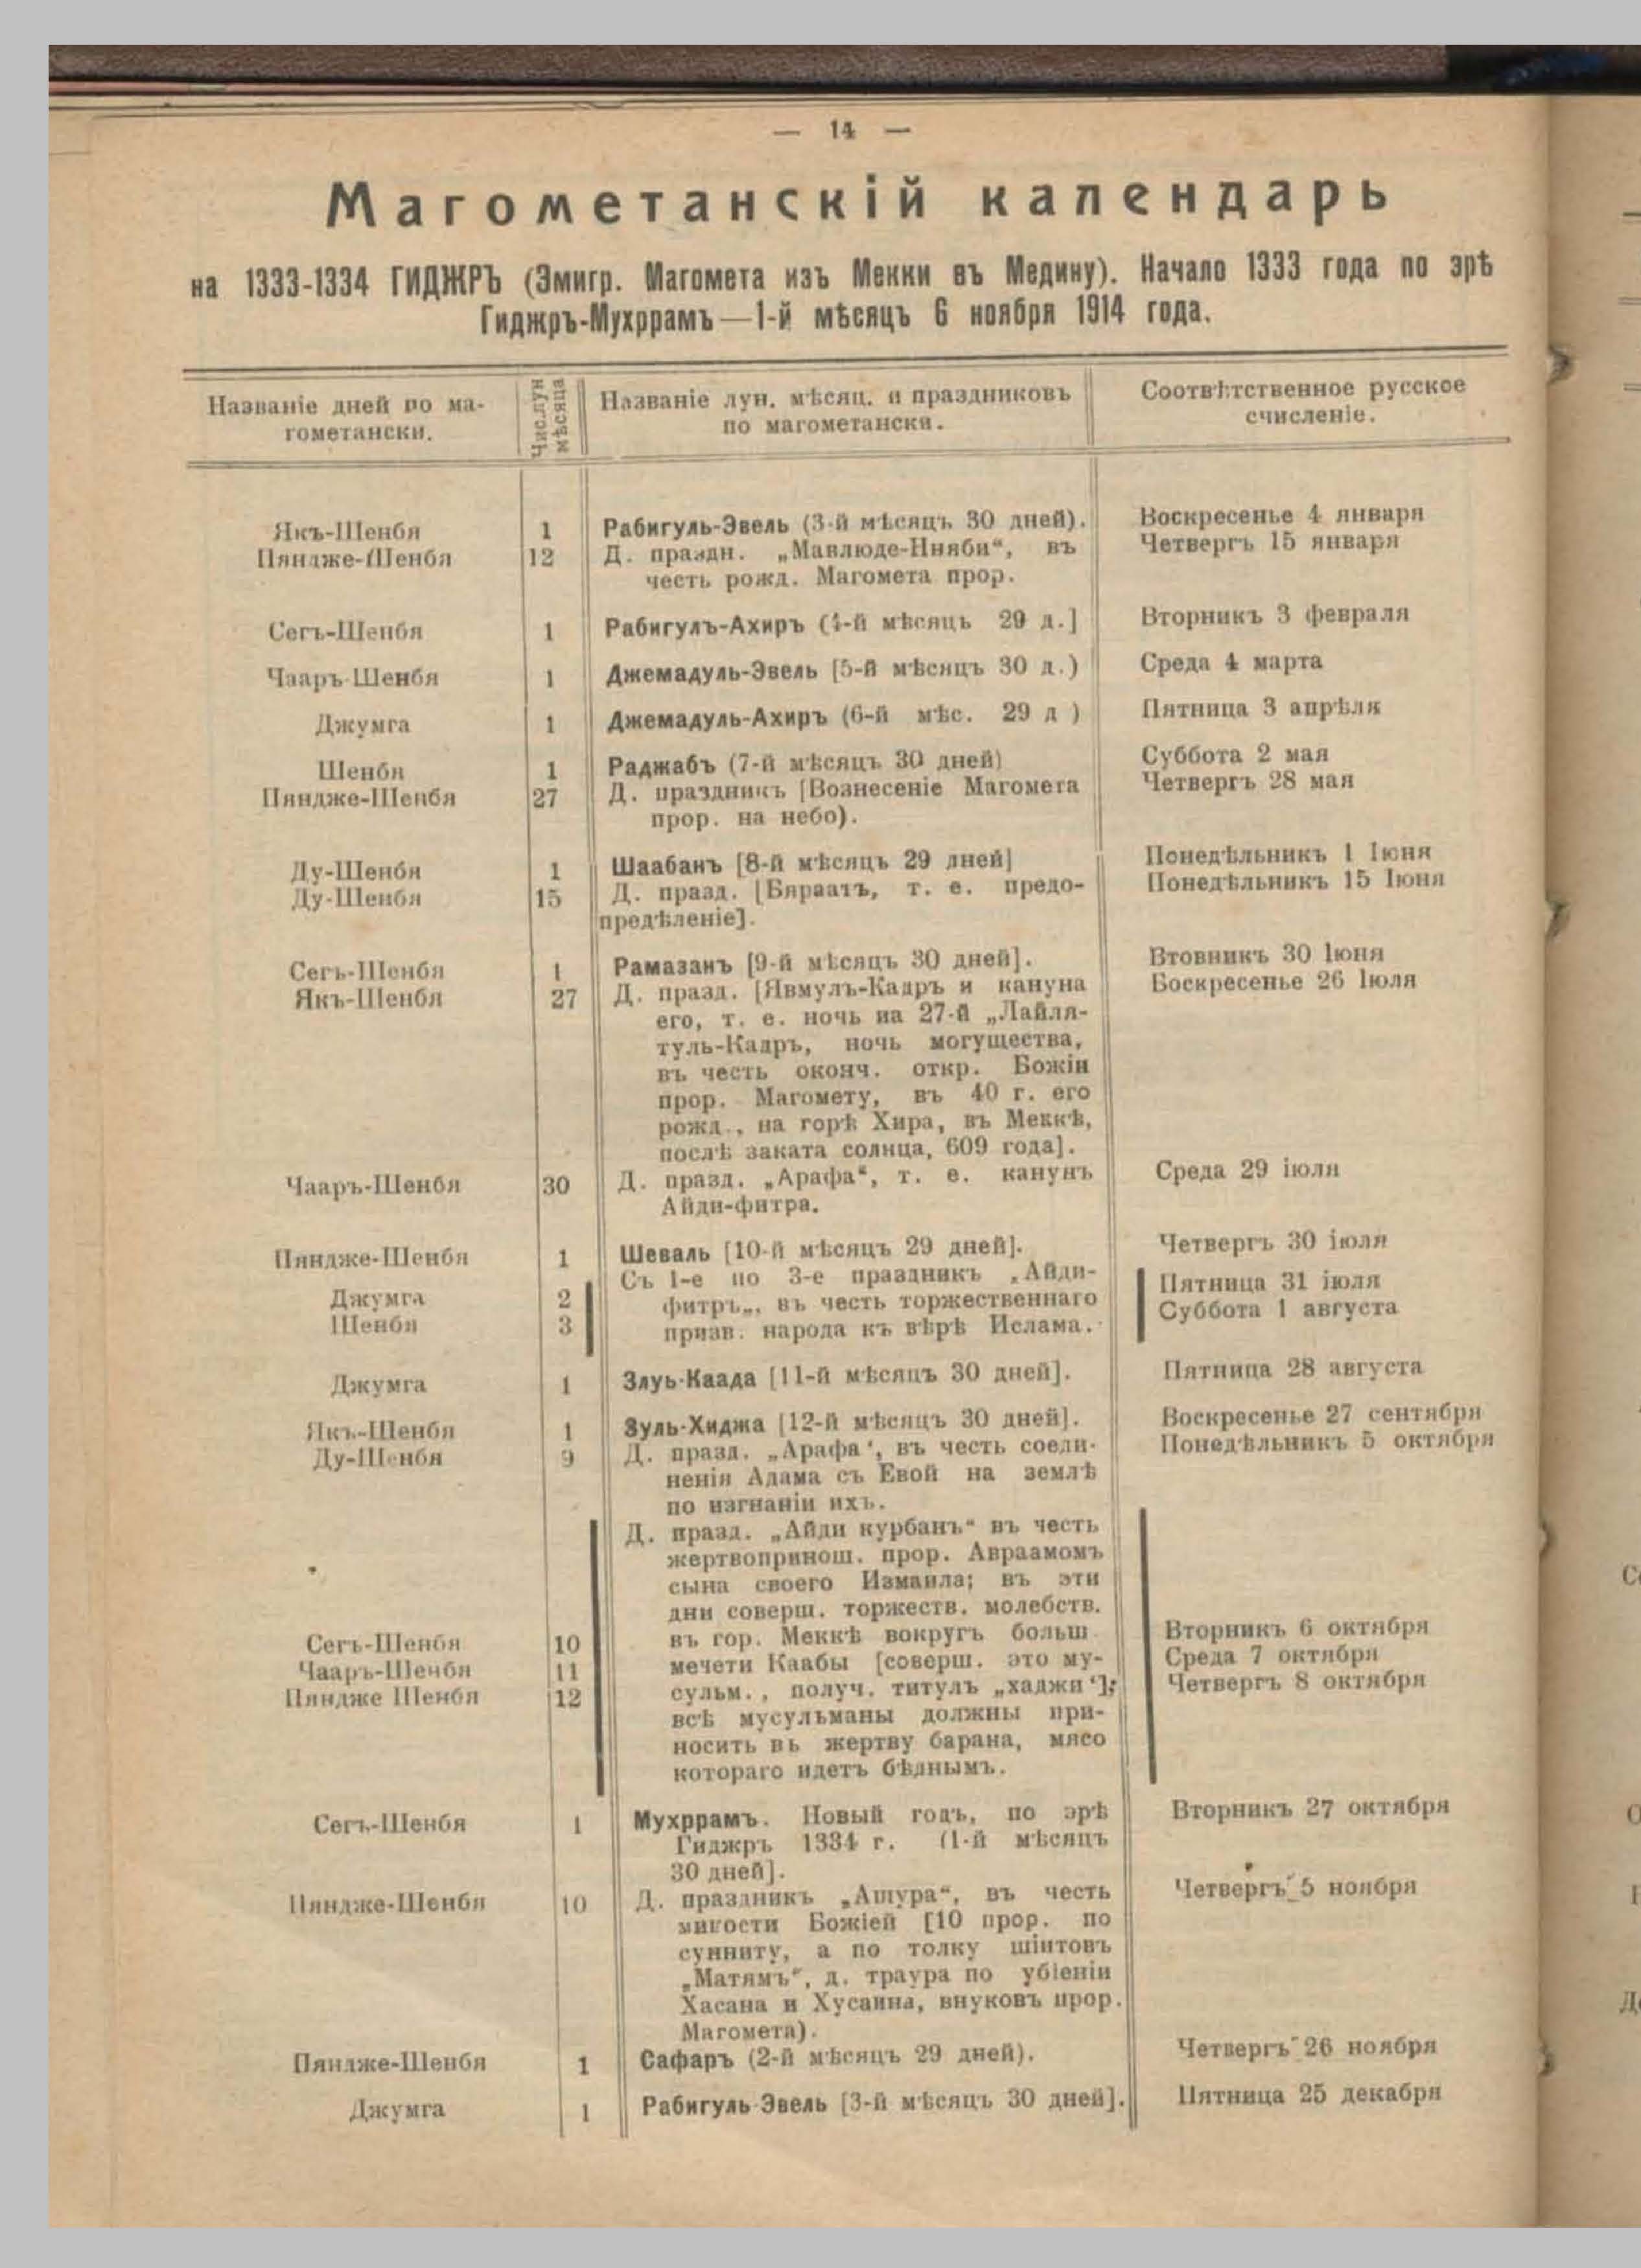 — 14 —
Магометанскій календарь
на 1333-1334 ГИДЖРЪ (Эмигр. Магомета изъ Мекки въ Медину). Начало 1333 года по эрѣ
Гиджръ-Мухррамъ—1-й мѣсяцъ 6 ноября 1914 года.
Названіе дней по ма-
гометански.
Числ.лун
мѣсяца
Названіе лун. мѣсяц. и праздниковъ
по магометански.
Соотвѣтственное русское
счисленіе.
Якъ-Шенбя 1 Рабигуль-Эвель (3-й мѣсяцъ 30 дней). Воскресенье 4 января
Пяндже-Шенбя 12 Д. праздн. „Мавлюде-Нняби“, въ Четвергъ 15 января
честь рожд. Магомета прор.
Сегъ-Шенбя 1 Рабигулъ-Ахиръ (4-й мѣсяцъ 29 д.] Вторникъ 3 февраля
Чааръ-Шенбя 1 Джемадуль-Эвель [5-й мѣсяцъ 30 д.) Среда 4 марта
Джумга 1 Джемадуль-Ахиръ (6-й мѣс. 29 д ) Пятница 3 апрѣля
Шенбя 1 Раджабъ (7-й мѣсяцъ 30 дней) Суббота 2 мая
Пяндже-Шенбя 27 Д. праздникъ [Вознесеніе Магомета Четвергъ 28 мая
прор. на небо).
Ду-Шенбя 1 Шаабанъ [8-й мѣсяцъ 29 дней] Понедѣльникъ 1 Іюня
Ду-Шенбя 15 Д. празд. [Бяраатъ, т. е. предо- Понедѣльникъ 15 Іюня
предѣленіе].
Сегъ-Шенбя 1 Рамазанъ [9-й мѣсяцъ 30 дней]. Втовникъ 30 Іюня
Якъ-Шенбя 27 Д. празд. [Явмулъ-Кадръ и кануна Воскресенье 26 Іюля
его, т. е. ночь на 27-й „Лайля-
туль-Кадръ, ночь могущества,
въ честь оконч. откр. Божіи
прор. Магомету, въ 40 г. его
рожд., на горѣ Хира, въ Меккѣ,
послѣ заката солнца, 609 года].
Чааръ-Шенбя 30 Д. празд. „Арафа“, т. е. канунъ Среда 29 іюля
Айди-фитра.
Пяндже-Шенбя 1 Шеваль [10-й мѣсяцъ 29 дней]. Четвергъ 30 іюля
Съ 1-е по 3-е праздникъ „Айди-
Джумга 2 фитръ„, въ честь торжественнаго Пятница 31 іюля
Шенбя 3 призв. народа къ вѣрѣ Ислама. Суббота 1 августа
Джумга 1 Злуь-Каада [11-й мѣсяцъ 30 дней]. Пятница 28 августа
Якъ-Шенбя 1 Зуль-Хиджа [12-й мѣсяцъ 30 дней]. Воскресенье 27 сентября
Ду-Шенбя 9 Д. празд. „Арафа“, въ честь соеди- Понедѣльникъ 5 октября
ненія Адама съ Евой на землѣ
по изгнаніи ихъ.
Д. празд. „Айди курбанъ“ въ честь
жертвопринош. прор. Авраамомъ
сына своего Измаила; въ эти
дни соверш. торжеств. молебств.
Сегъ-Шенбя 10 въ гор. Меккѣ вокругъ больш Вторникъ 6 октября
Чааръ-Шенбя 11 мечети Каабы [соверш. это му- Среда 7 октября
Пяндже Шенбя 12 сульм., получ. титулъ „хаджи“]; Четвергъ 8 октября
всѣ мусульманы должны при-
носить въ жертву барана, мясо
котораго идетъ бѣднымъ.
Сегъ-Шенбя 1 Мухррамъ. Новый годъ, по эрѣ Вторникъ 27 октября
Гиджръ 1334 г. (1-й мѣсяцъ
30 дней].
Пяндже-Шенбя 10 Д. праздникъ „Ашура“, въ честь Четвергъ 5 ноября
мигости Божіей [10 прор. по
сунниту, а по толку шіитовъ
„Матямъ“, д. траура по убіеніи
Хасана и Хусаина, внуковъ прор.
Магомета).
Пяндже-Шенбя 1 Сафаръ (2-й мѣсяцъ 29 дней). Четвергъ 26 ноября
Джумга 1 Рабигуль Эвель [3-й мѣсяцъ 30 дней]. Пятница 25 декабря